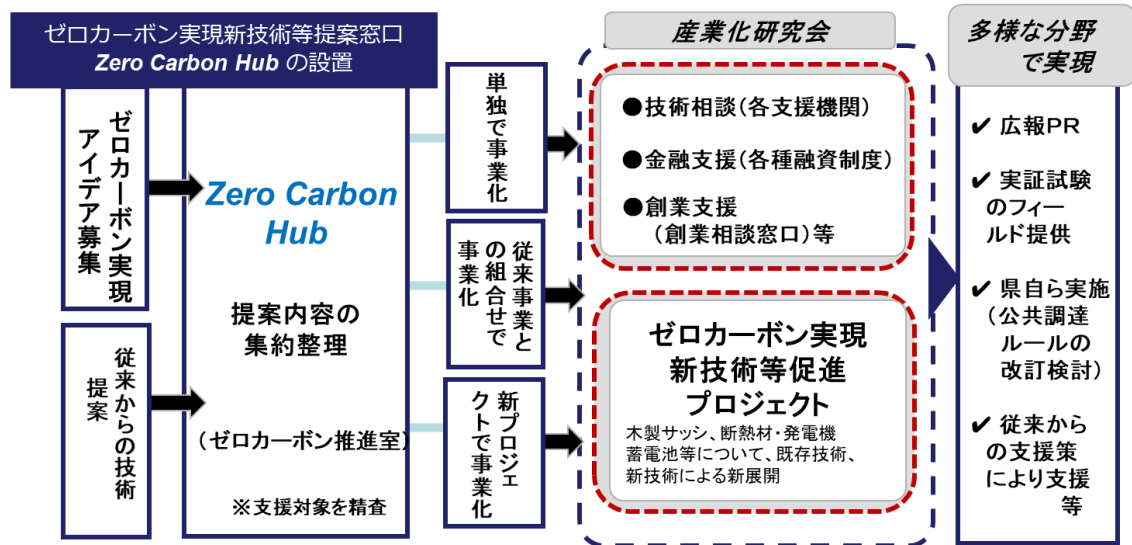 ゼロカーボン実現新技術等提案窓口
Zero Carbon Hub の設置
ゼロカーボン実現
アイデア募集
従来からの技術
提案
Zero Carbon
Hub
提案内容の
集約整理
（ゼロカーボン推進室）
※支援対象を精査
単独で事業化
従来事業と
の組合せで
事業化
新プロジェ
クトで事業化
産業化研究会
●技術相談（各支援機関）
●金融支援（各種融資制度）
●創業支援
（創業相談窓口）等
ゼロカーボン実現
新技術等促進
プロジェクト
木製サッシ、断熱材・発電機
蓄電池等について、既存技術、
新技術による新展開
多様な分野
で実現
✔ 広報PR
✔ 実証試験
のフィー
ルド提供
✔ 県自ら実施
（公共調達
ルールの
改訂検討）
✔ 従来から
の支援策
により支援
等